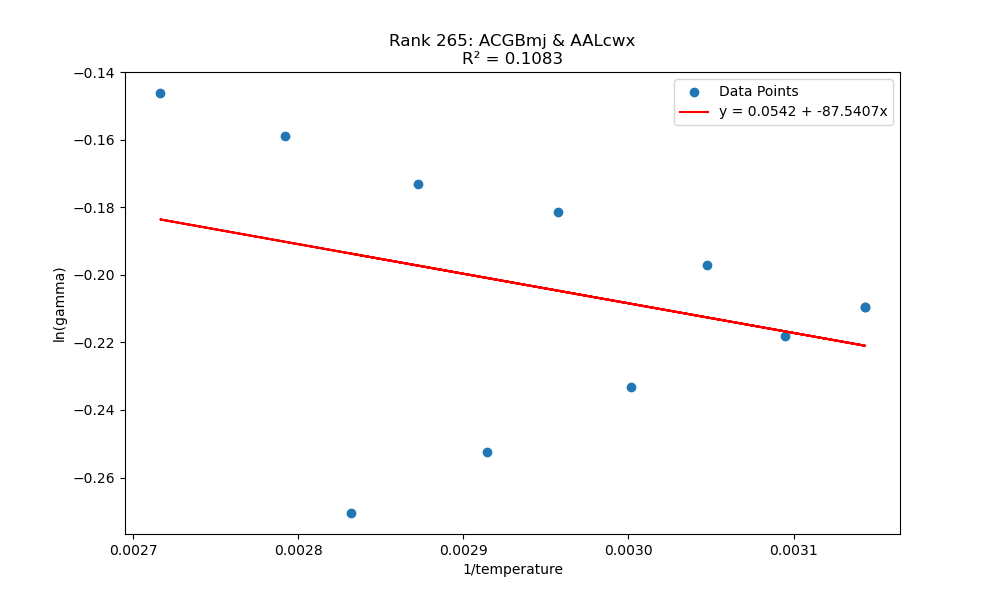 Rank 265: ACGBmj & AALcwx
R² = 0.1083
Data Points
y = 0.0542 + -87.5407x
ln(gamma)
−0.14
−0.16
−0.18
−0.20
−0.22
−0.24
−0.26
0.0027
0.0028
0.0029
0.0030
0.0031
1/temperature